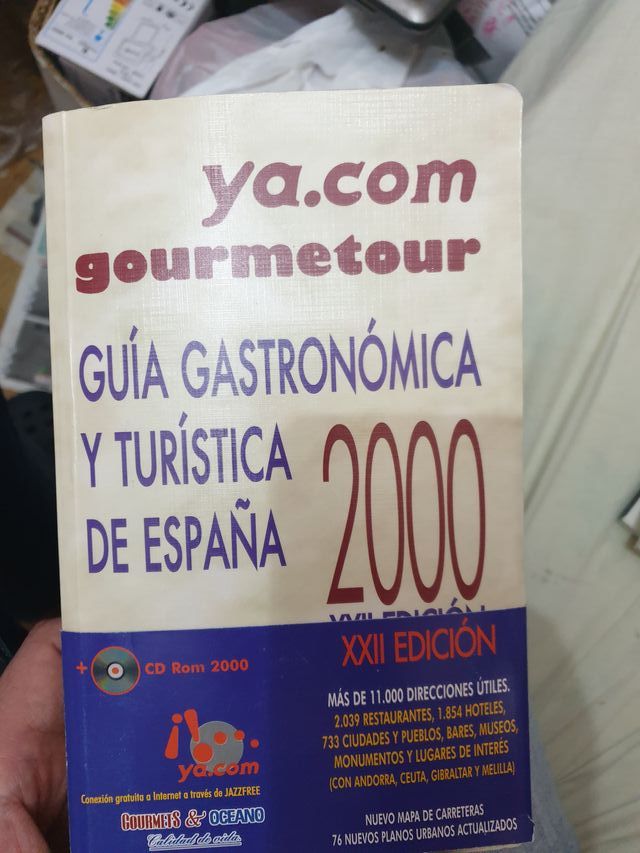 ya.com
gourmetour
GUÍA GASTRONÓMICA
Y TURÍSTICA
DE ESPAÑA
2000
XXII EDICIÓN
XXII EDICIÓN
+ CD Rom 2000
MÁS DE 11.000 DIRECCIONES ÚTILES.
2.039 RESTAURANTES, 1.854 HOTELES,
733 CIUDADES Y PUEBLOS, BARES, MUSEOS,
MONUMENTOS Y LUGARES DE INTERÉS
(CON ANDORRA, CEUTA, GIBRALTAR Y MELILLA)
ya.com
Conexión gratuita a Internet a través de JAZZFREE
GOURMETS & OCEANO
Calidad de vida
NUEVO MAPA DE CARRETERAS
76 NUEVOS PLANOS URBANOS ACTUALIZADOS